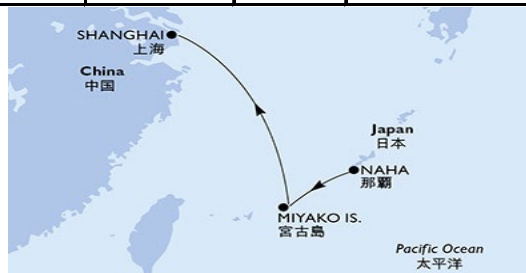 SHANGHAI
上海
China
中国
Japan
日本
NAHA
那覇
MIYAKO IS.
宮古島
Pacific Ocean
太平洋